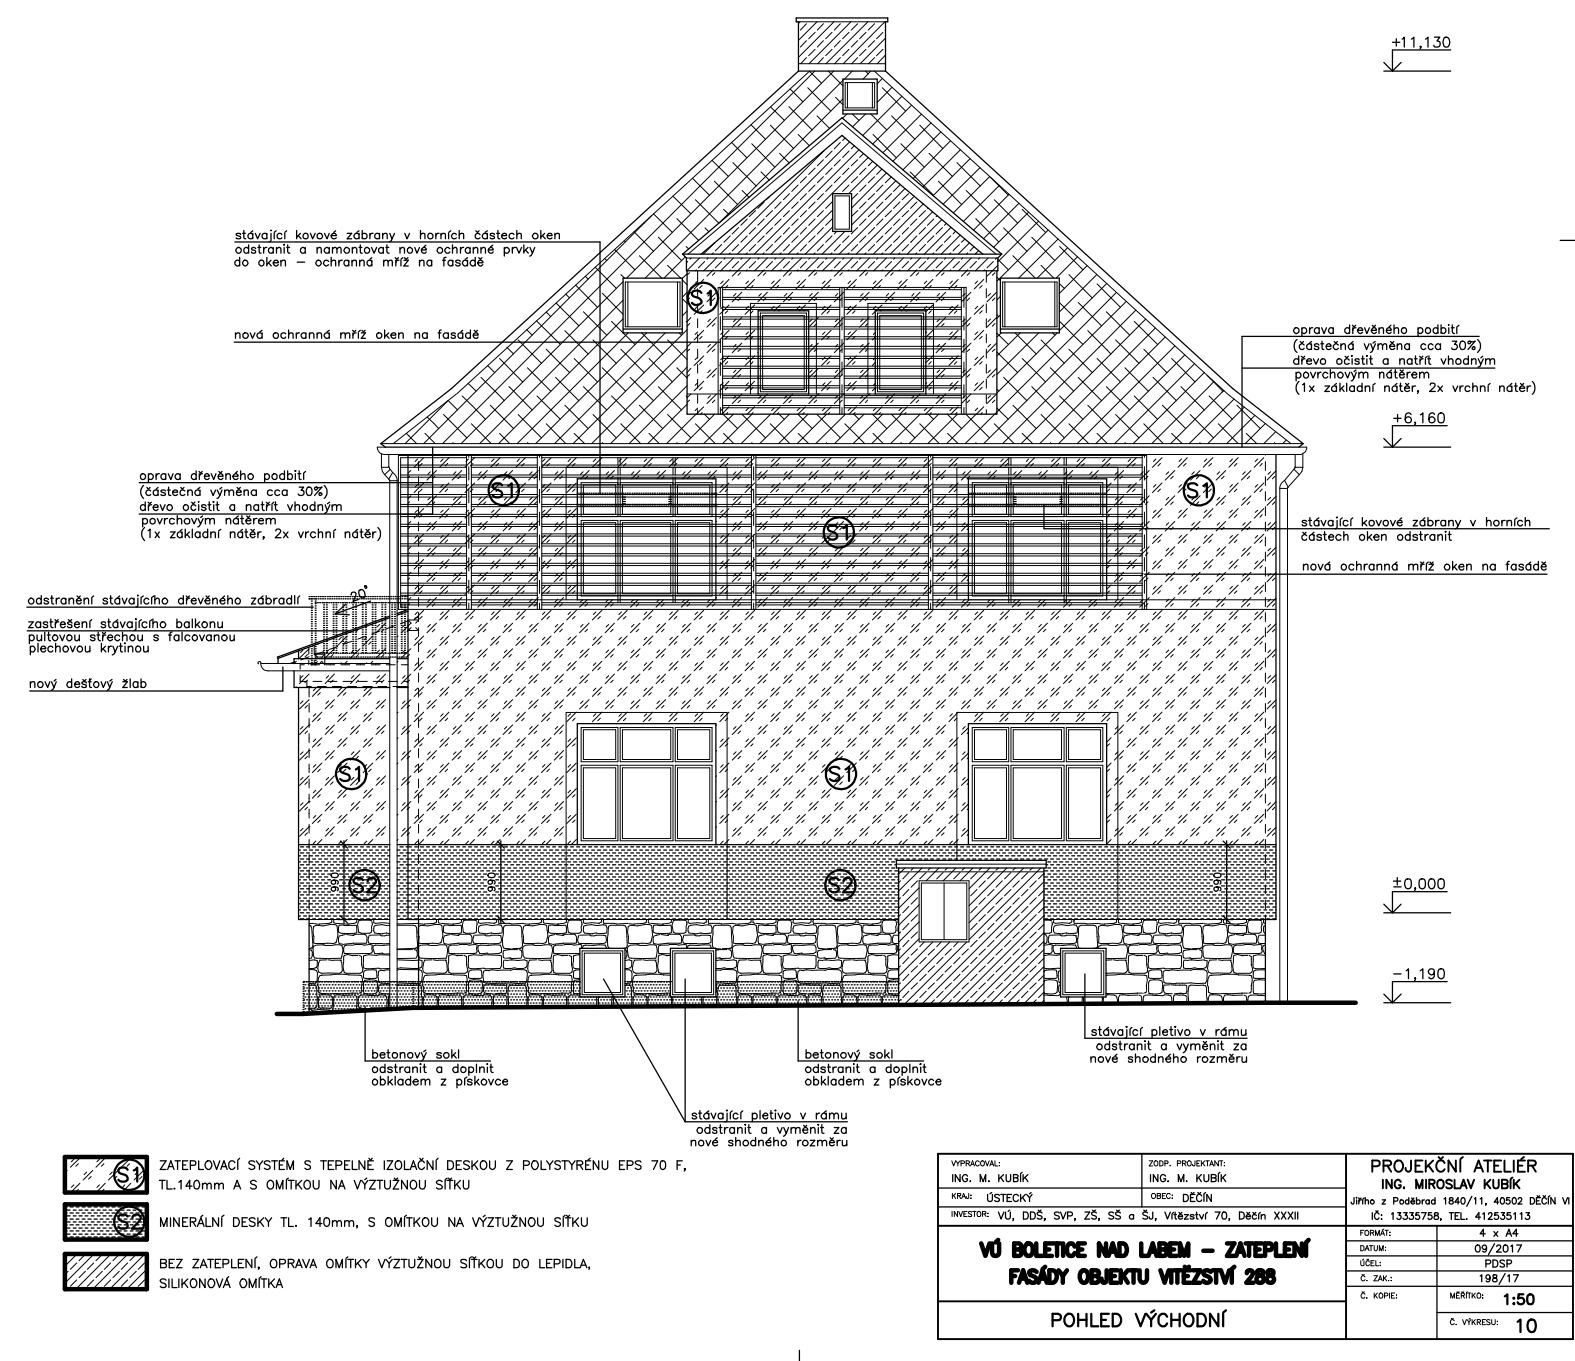 +11,130
stávající kovové zábrany v horních částech oken
odstranit a namontovat nové ochranné prvky
do oken – ochranná mříž na fasádě
S1
nová ochranná mříž oken na fasádě
oprava dřevěného podbití
(částečná výměna cca 30%)
dřevo očistit a natřít vhodným
povrchovým nátěrem
(1x základní nátěr, 2x vrchní nátěr)
+6,160
oprava dřevěného podbití
(částečná výměna cca 30%)
dřevo očistit a natřít vhodným
povrchovým nátěrem
(1x základní nátěr, 2x vrchní nátěr)
S1
S1
S1
stávající kovové zábrany v horních
částech oken odstranit
nová ochranná mříž oken na fasádě
20°
odstranění stávajícího dřevěného zábradlí
zastřešení stávajícího balkonu
pultovou střechou s falcovanou
plechovou krytinou
nový dešťový žlab
S1
S1
990
S2
990
S2
990
±0,000
-1,190
betonový sokl
odstranit a doplnit
obkladem z pískovce
betonový sokl
odstranit a doplnit
obkladem z pískovce
stávající pletivo v rámu
odstranit a vyměnit za
nové shodného rozměru
stávající pletivo v rámu
odstranit a vyměnit za
nové shodného rozměru
S1
ZATEPLOVACÍ SYSTÉM S TEPELNĚ IZOLAČNÍ DESKOU Z POLYSTYRÉNU EPS 70 F,
TL.140mm A S OMÍTKOU NA VÝZTUŽNOU SÍŤKU
S2
MINERÁLNÍ DESKY TL. 140mm, S OMÍTKOU NA VÝZTUŽNOU SÍŤKU
BEZ ZATEPLENÍ, OPRAVA OMÍTKY VÝZTUŽNOU SÍŤKOU DO LEPIDLA,
SILIKONOVÁ OMÍTKA
VYPRACOVAL:
ING. M. KUBÍK
ZODP. PROJEKTANT:
ING. M. KUBÍK
KRAJ: ÚSTECKÝ
OBEC: DĚČÍN
INVESTOR: VÚ, DDŠ, SVP, ZŠ, SŠ a ŠJ, Vítězství 70, Děčín XXXII
VÚ BOLETICE NAD LABEM – ZATEPLENÍ
FASÁDY OBJEKTU VITĚZSTVÍ 268
POHLED VÝCHODNÍ
PROJEKČNÍ ATELIÉR
ING. MIROSLAV KUBÍK
Jiřího z Poděbrad 1840/11, 40502 DĚČÍN VI
IČ: 13335758, TEL. 412535113
FORMÁT: 4 x A4
DATUM: 09/2017
ÚČEL: PDSP
Č. ZAK.: 198/17
Č. KOPIE:
MĚŘÍTKO: 1:50
Č. VÝKRESU: 10